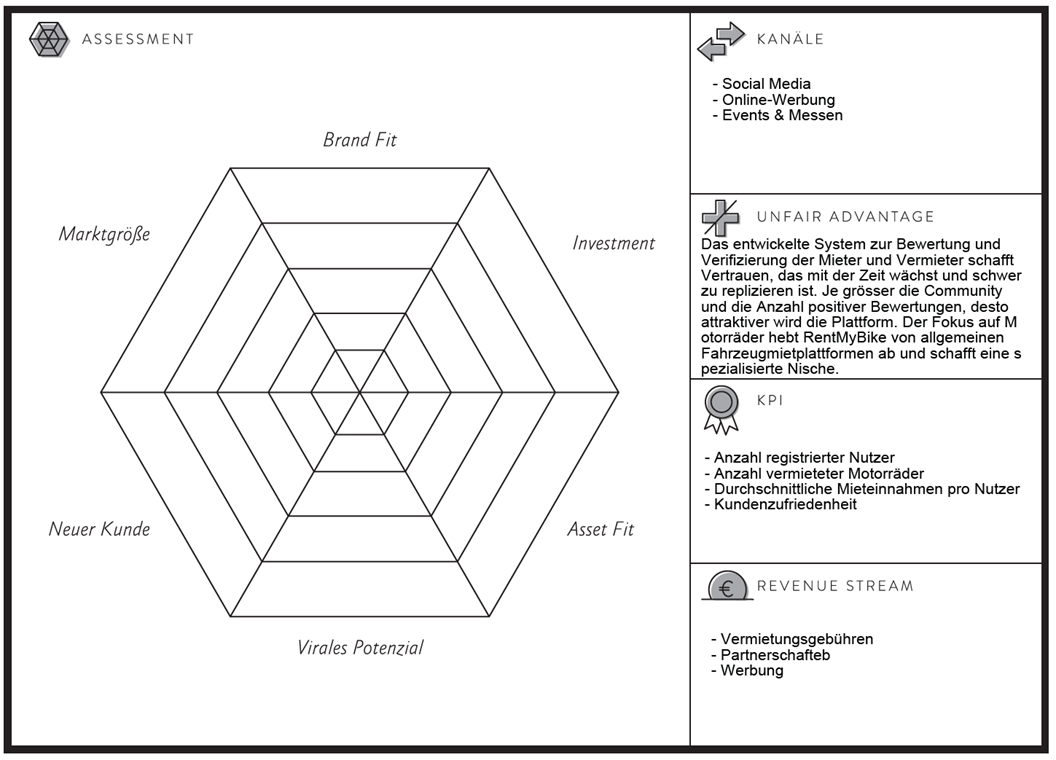 ASSESSMENT
Brand Fit
Marktgröße
Investment
Neuer Kunde
Asset Fit
Virales Potenzial
KANÄLE
- Social Media
- Online-Werbung
- Events & Messen
UNFAIR ADVANTAGE
Das entwickelte System zur Bewertung und
Verifizierung der Mieter und Vermieter schafft
Vertrauen, das mit der Zeit wächst und schwer
zu replizieren ist. Je grösser die Community
und die Anzahl positiver Bewertungen, desto
attraktiver wird die Plattform. Der Fokus auf M
otorräder hebt RentMyBike von allgemeinen
Fahrzeugmietplattformen ab und schafft eine s
pezialisierte Nische.
KPI
- Anzahl registrierter Nutzer
- Anzahl vermieteter Motorräder
- Durchschnittliche Mieteinnahmen pro Nutzer
- Kundenzufriedenheit
€
REVENUE STREAM
- Vermietungsgebühren
- Partnerschafteb
- Werbung